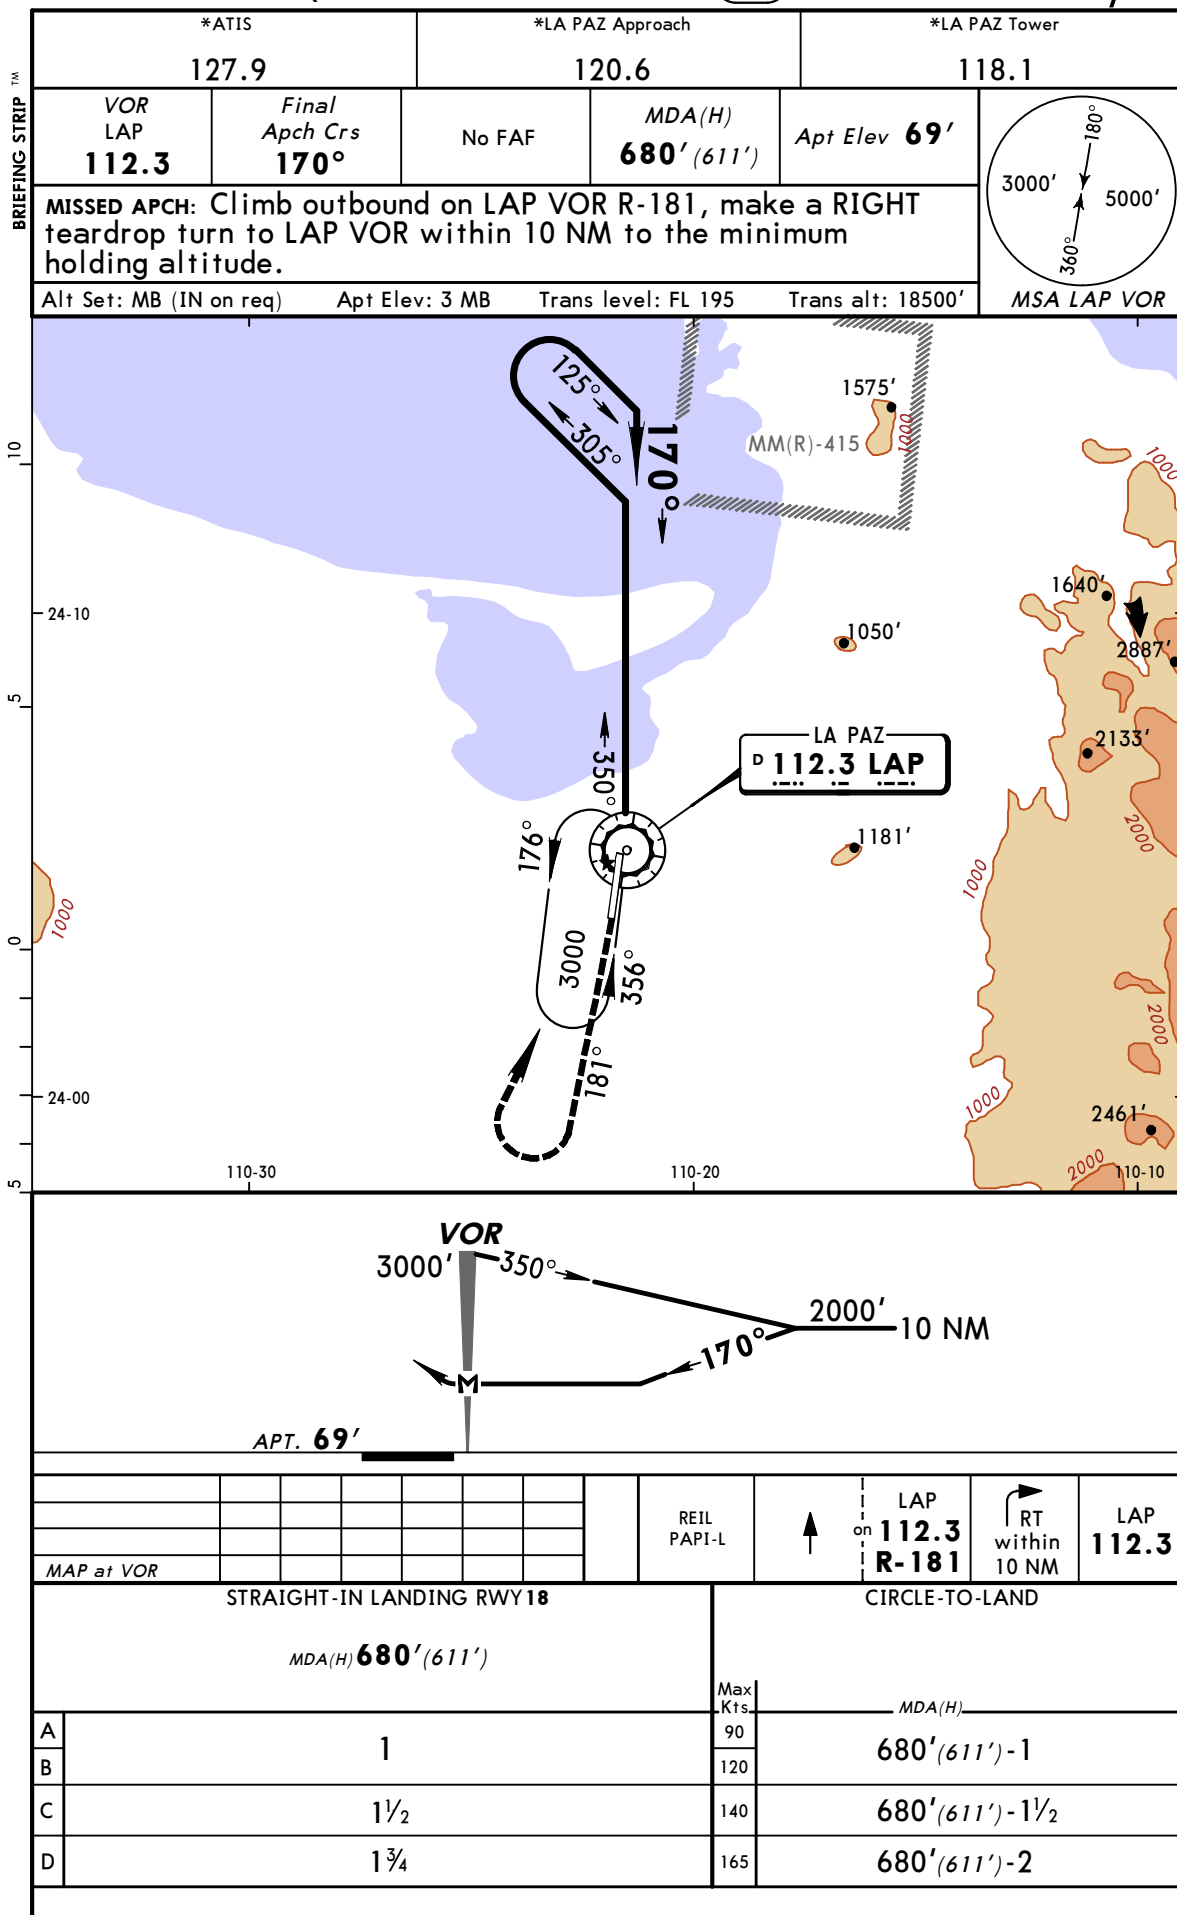 *ATIS
127.9
*LA PAZ Approach
120.6
*LA PAZ Tower
118.1
BRIEFING STRIP TM
VOR
LAP
112.3
Final
Apch Crs
170°
No FAF
MDA(H)
680' (611')
Apt Elev 69'
MISSED APCH: Climb outbound on LAP VOR R-181, make a RIGHT
teardrop turn to LAP VOR within 10 NM to the minimum
holding altitude.
Alt Set: MB (IN on req) Apt Elev: 3 MB Trans level: FL 195 Trans alt: 18500'
180°
3000'
5000'
360°
MSA LAP VOR
125°
305°
170°
1575'
1000
MM(R)-415
10
1000
24-10
1640'
1050'
2887'
5
350°
LA PAZ
D 112.3 LAP
2133'
2000
176°
1181'
1000
1000
0
3000
356°
2000
181°
24-00
1000
2461'
2000
5
110-30
110-20
110-10
VOR
3000'
350°
2000'
10 NM
170°
M
APT. 69'
MAP at VOR
REIL
PAPI-L
on
LAP
112.3
R-181
RT
within
10 NM
LAP
112.3
STRAIGHT-IN LANDING RWY 18
CIRCLE-TO-LAND
MDA(H) 680' (611')
Max
Kts
MDA(H)
A
B
1
90
120
680' (611') - 1
C
1 1/2
140
680' (611') - 1 1/2
D
1 3/4
165
680' (611') - 2